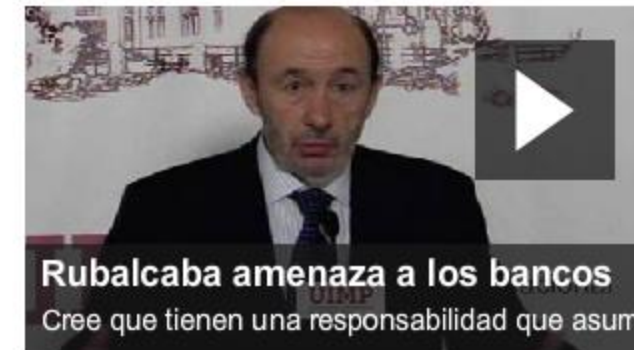 Rubalcaba amenaza a los bancos
UIMP
Cree que tienen una responsabilidad que asum